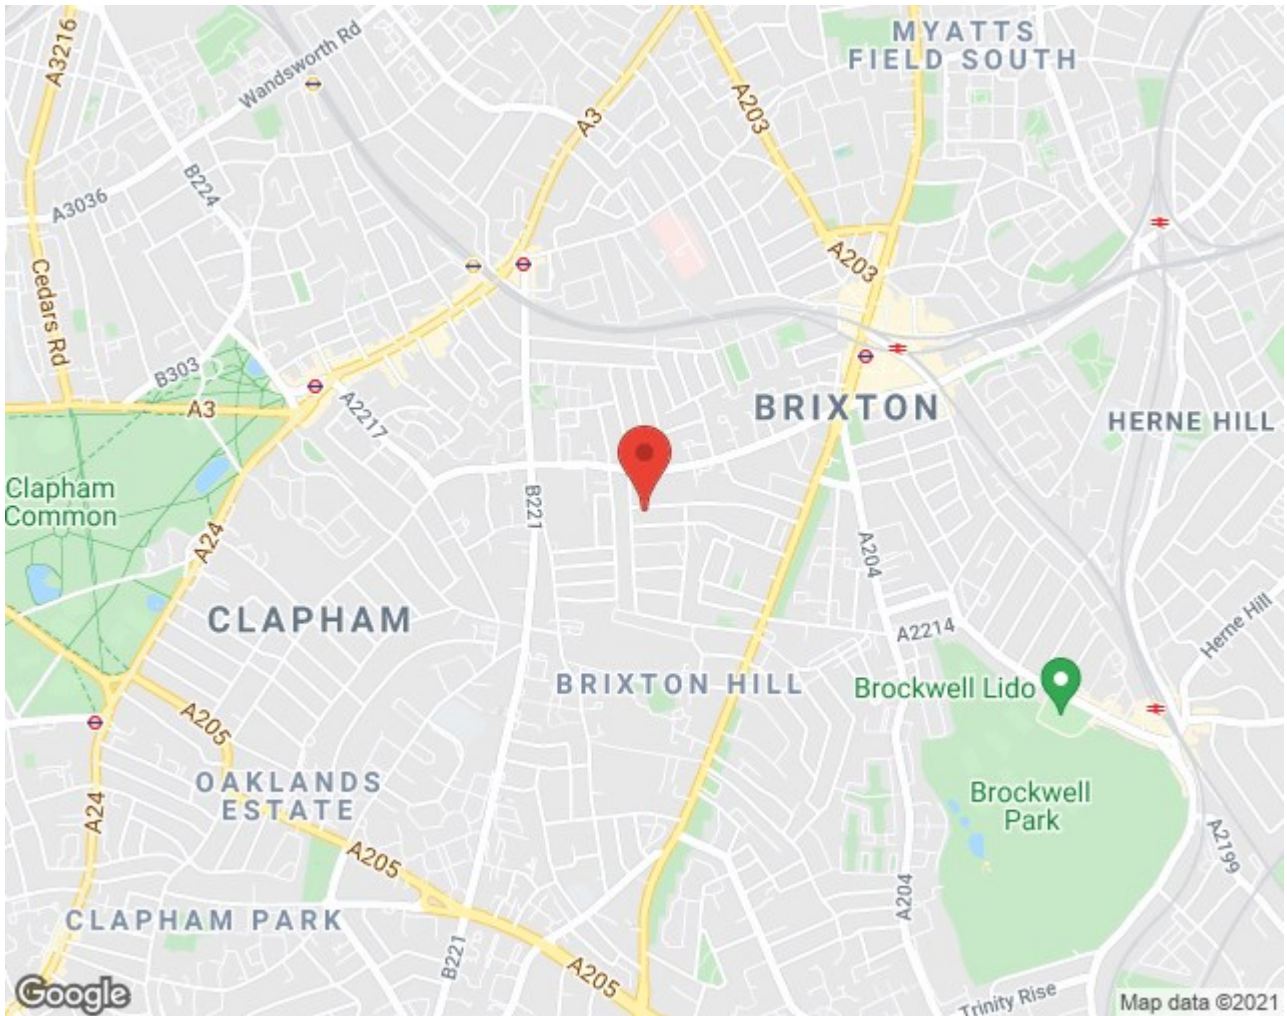 MYATTS
FIELD SOUTH
A3216
Wandsworth Rd
A3
A203
B224
A3036
A203
Cedars Rd
B303
A3
A2217
BRIXTON
HERNE HILL
Clapham
Common
B221
A24
A204
CLAPHAM
A2214
Herne Hill
BRIXTON HILL
Brockwell Lido
A205
OAKLANDS
ESTATE
Brockwell
Park
A24
A205
A2199
A204
CLAPHAM PARK
B221
A205
Trinity Rise
Google
Map data ©2021